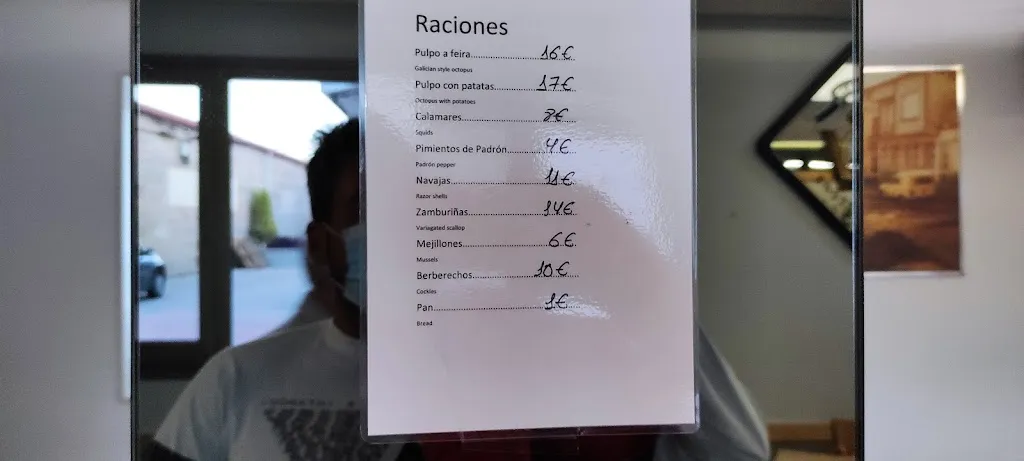 Raciones
Pulpo a feira 16€
Galician style octopus
Pulpo con patatas 17€
Octopus with potatoes
Calamares
Squids
Pimientos de Padrón 4€
Padrón pepper
Navajas 11€
Razor shells
Zamburiñas 14€
Variagated scallop
Mejillones 6€
Mussels
Berberechos 10€
Cockles
Pan 1€
Bread